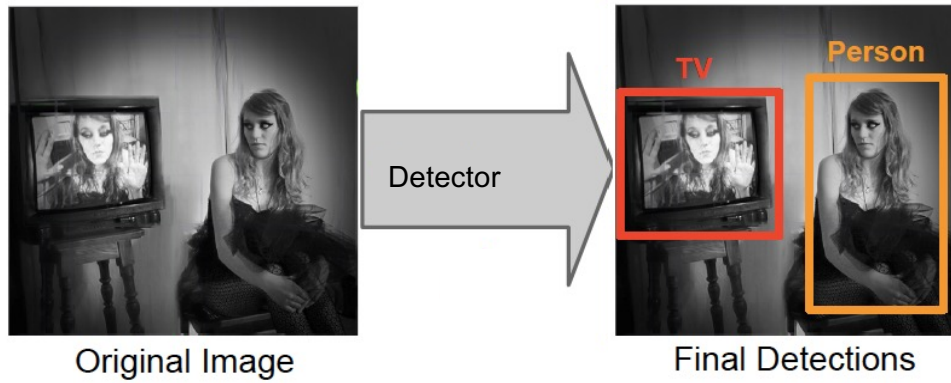 TV
Person
Detector
Original Image
Final Detections